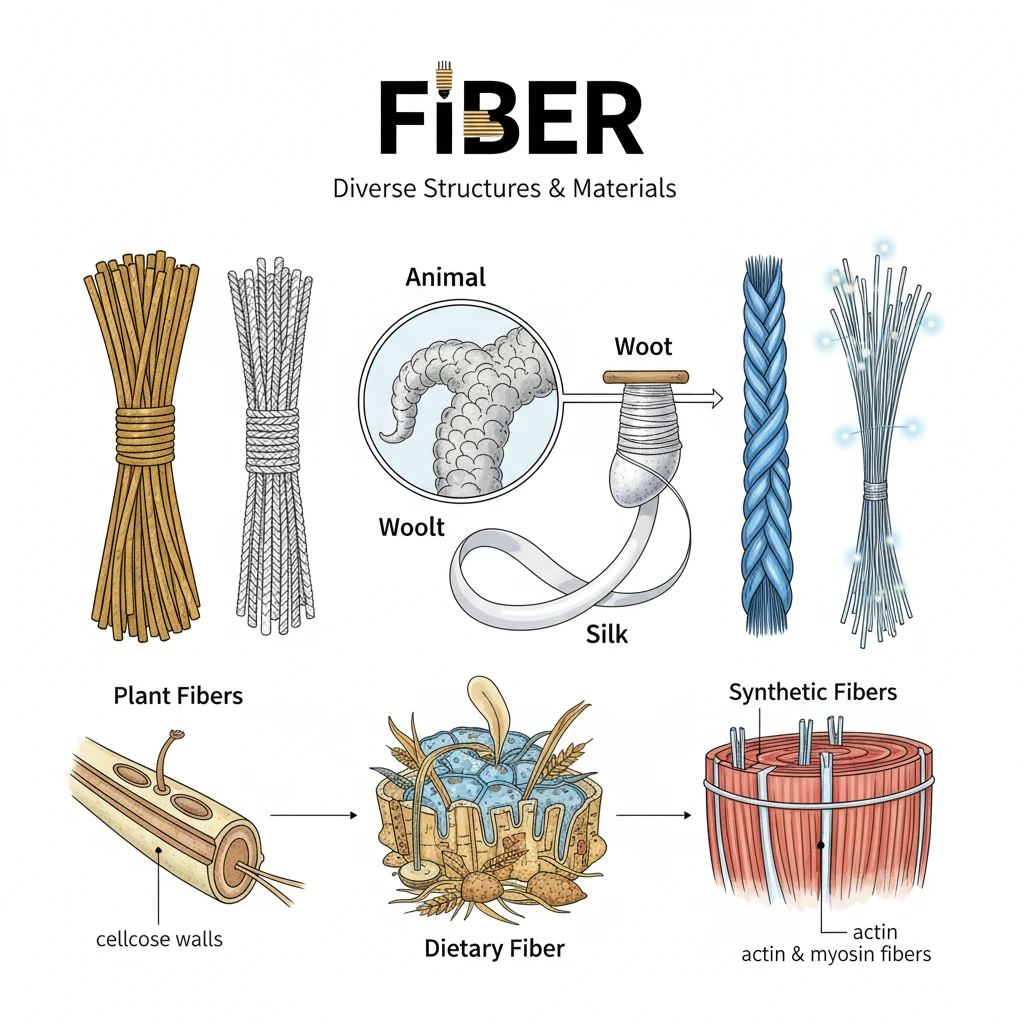 FiBER
Diverse Structures & Materials
Animal
Woot
Woolt
Silk
Plant Fibers
Synthetic Fibers
cellcose walls
Dietary Fiber
actin
actin & myosin fibers